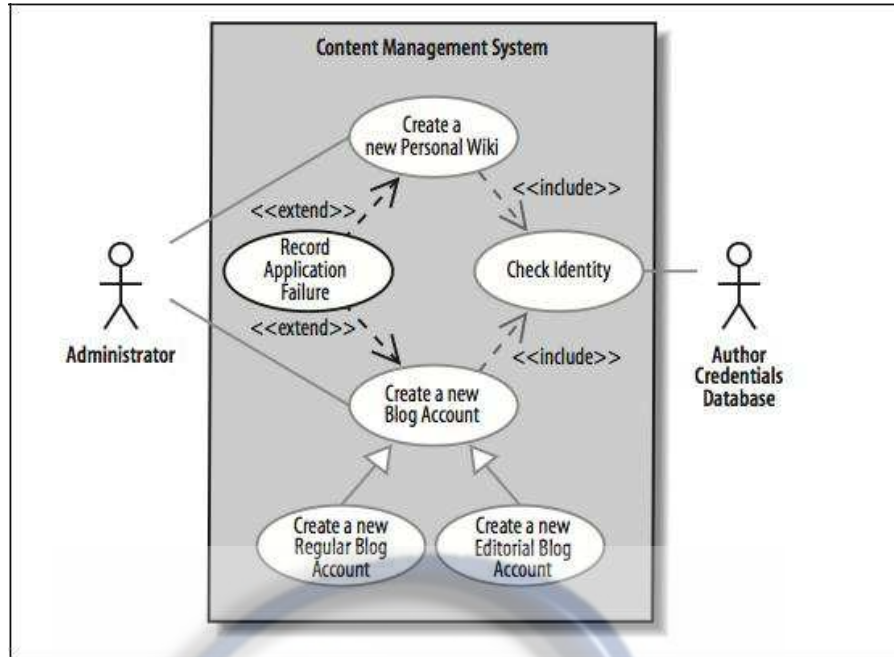 Content Management System
Create a
new Personal Wiki
<<extend>>
<<include>>
Record
Application
Failure
Check Identity
<<extend>>
<<include>>
Administrator
Author
Credentials
Database
Create a new
Blog Account
Create a new
Regular Blog
Account
Create a new
Editorial Blog
Account